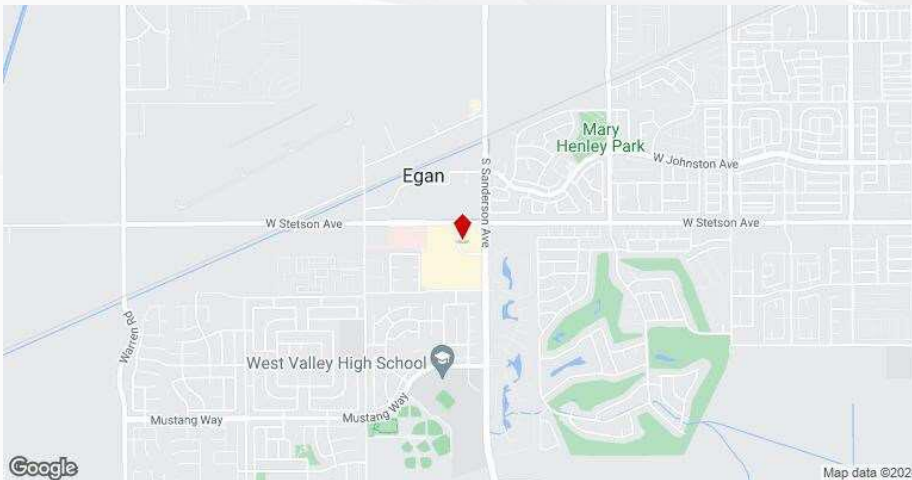 Mary
Henley Park
W Johnston Ave
S Sanderson Ave
Egan
W Stetson Ave
W Stetson Ave
Warren Rd
West Valley High School
Mustang Way
Mustang Way
Google
Map data ©202